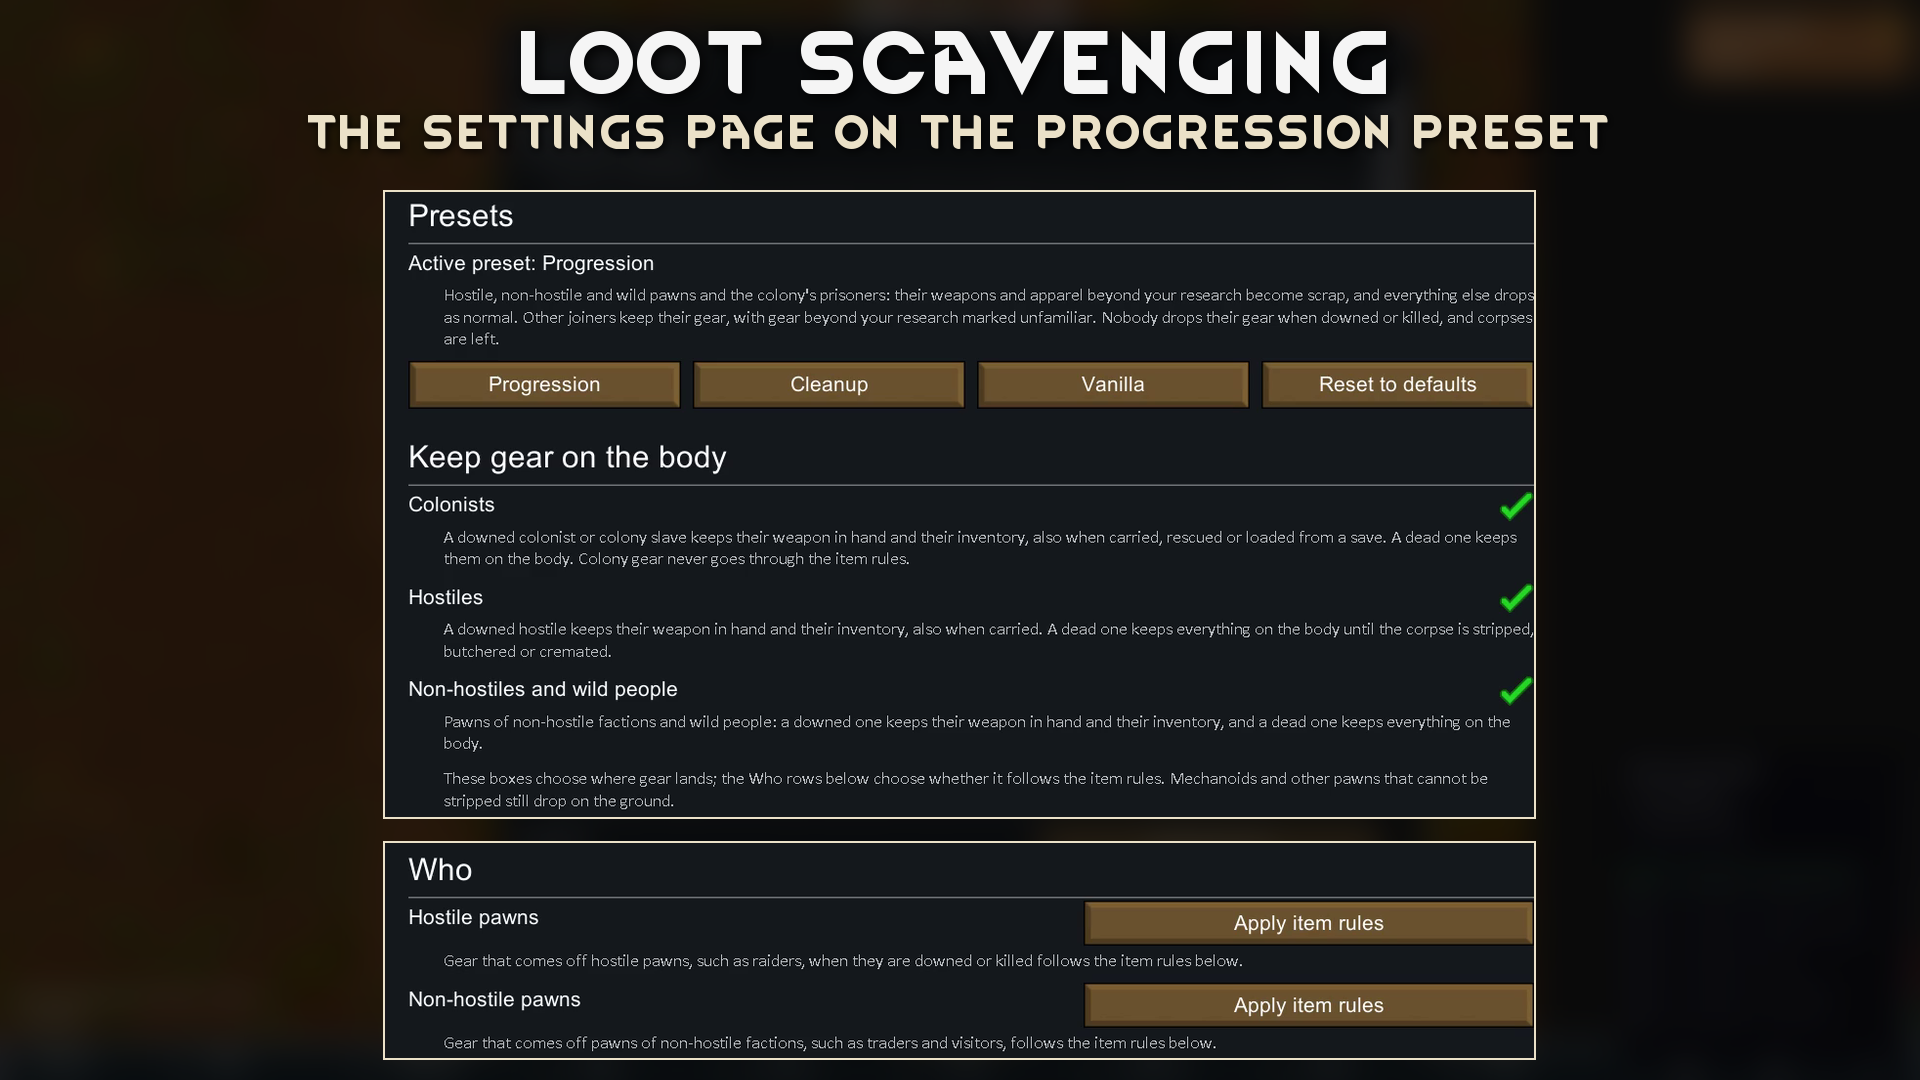 LOOT SCAVENGING
THE SETTINGS PAGE ON THE PROGRESSION PRESET
Presets
Active preset: Progression
Hostile, non-hostile and wild pawns and the colony's prisoners: their weapons and apparel beyond your research become scrap, and everything else drops
as normal. Other joiners keep their gear, with gear beyond your research marked unfamiliar. Nobody drops their gear when downed or killed, and corpses
are left.
Progression
Cleanup
Vanilla
Reset to defaults
Keep gear on the body
Colonists
A downed colonist or colony slave keeps their weapon in hand and their inventory, also when carried, rescued or loaded from a save. A dead one keeps
them on the body. Colony gear never goes through the item rules.
Hostiles
A downed hostile keeps their weapon in hand and their inventory, also when carried. A dead one keeps everything on the body until the corpse is stripped,
butchered or cremated.
Non-hostiles and wild people
Pawns of non-hostile factions and wild people: a downed one keeps their weapon in hand and their inventory, and a dead one keeps everything on the
body.
These boxes choose where gear lands; the Who rows below choose whether it follows the item rules. Mechanoids and other pawns that cannot be
stripped still drop on the ground.
Who
Hostile pawns
Apply item rules
Gear that comes off hostile pawns, such as raiders, when they are downed or killed follows the item rules below.
Non-hostile pawns
Apply item rules
Gear that comes off pawns of non-hostile factions, such as traders and visitors, follows the item rules below.